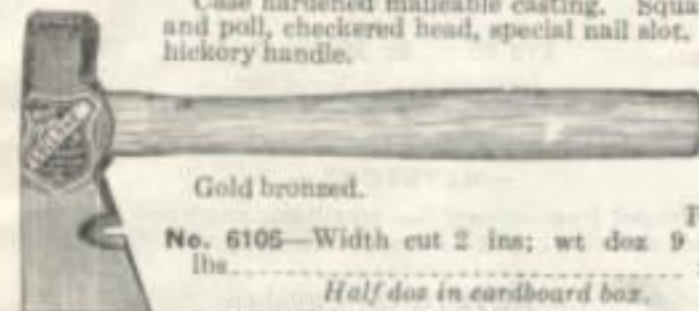 Case hardened malleable casting. Squa
and poll, checkered head, special nail slot.
hickory handle.
Gold bronzed.
No. 6105—Width cut 2 ins; wt doz 9
lbs
Half doz in cardboard box.